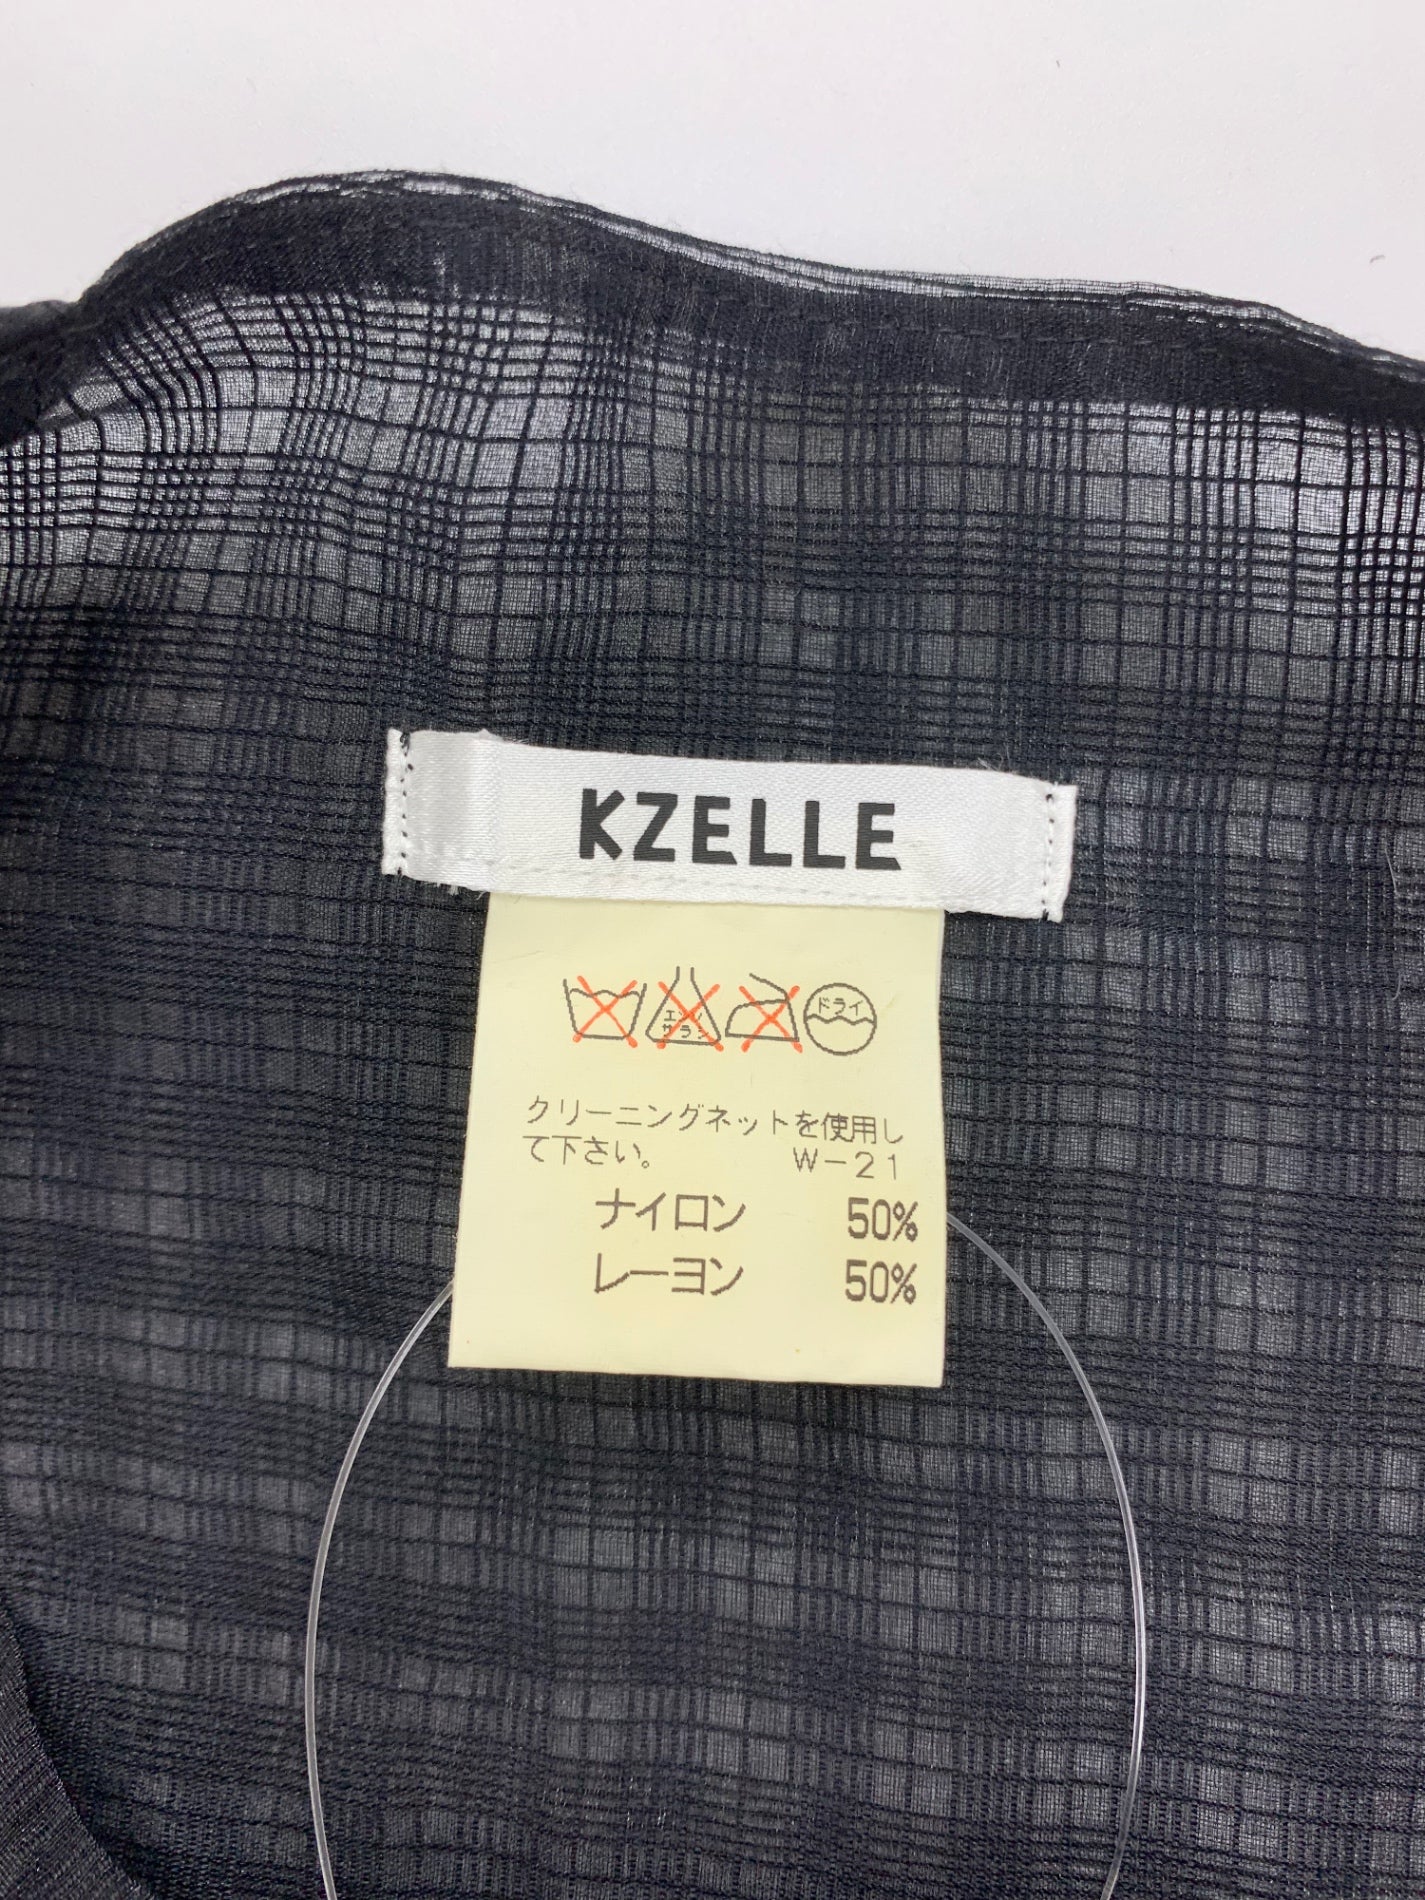 KZELLE
エンソ
サラシ
ドライ
クリーニングネットを使用し
て下さい。 W-21
ナイロン 50%
レーヨン 50%